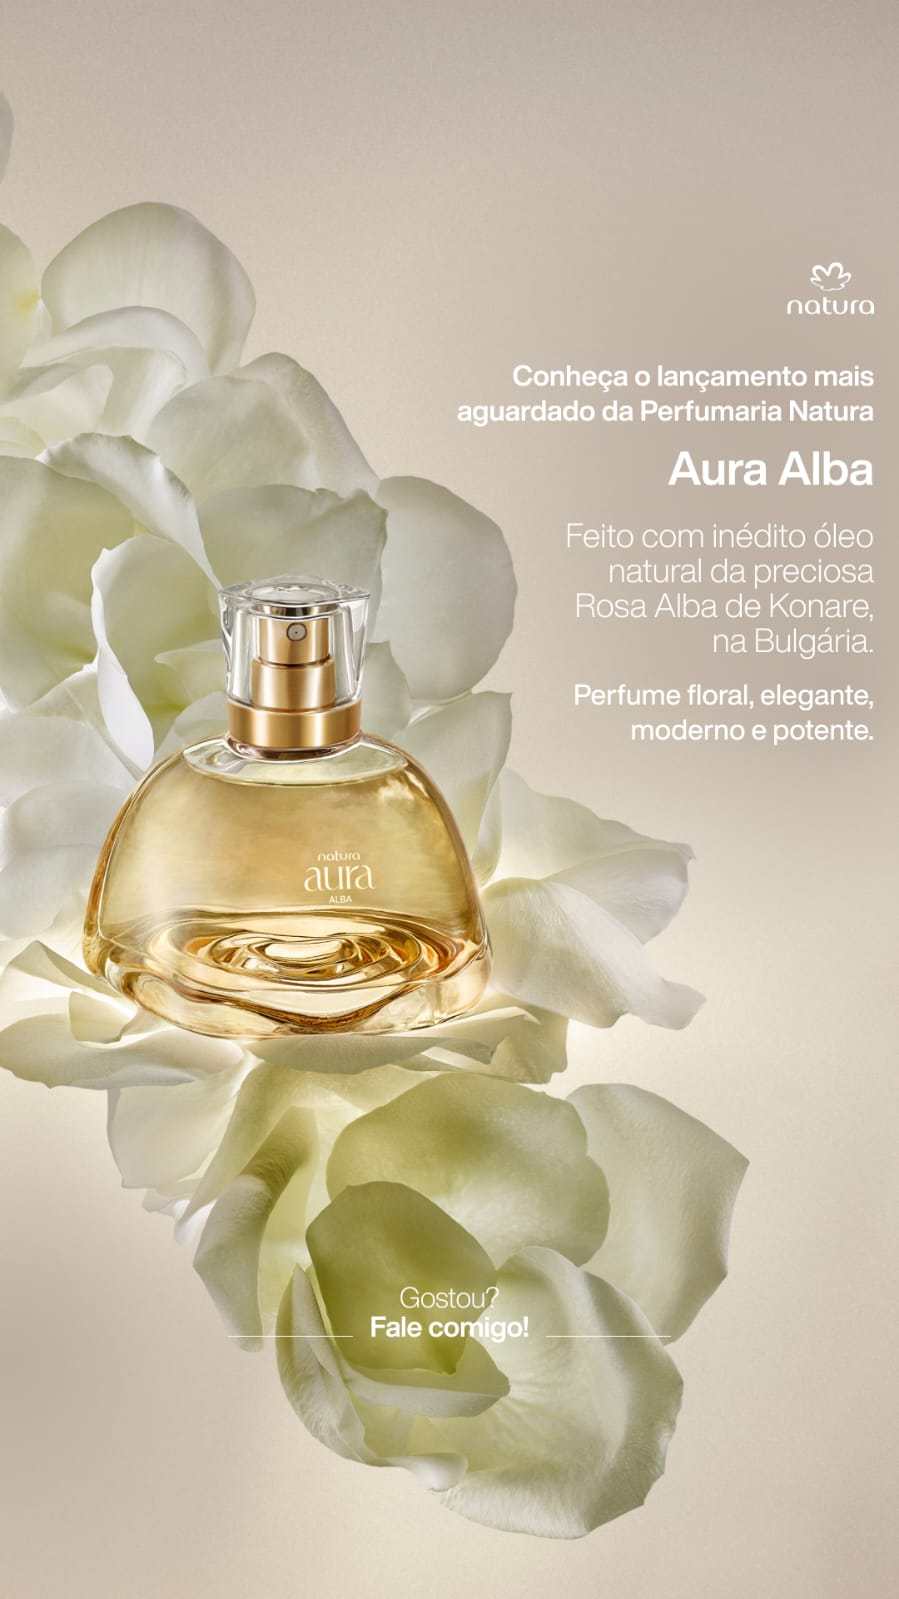 natura
Conheça o lançamento mais
aguardado da Perfumaria Natura
Aura Alba
Feito com inédito óleo
natural da preciosa
Rosa Alba de Konare,
na Bulgária.
Perfume floral, elegante,
moderno e potente.
natura
aura
ALBA
Gostou?
Fale comigo!